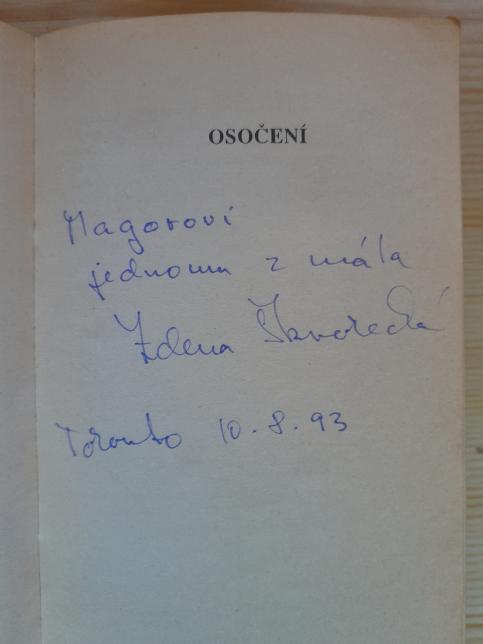 OSOČENÍ
Magorovi
jednomu z mála
Zdena Škvorecká
Toronto 10.8.93